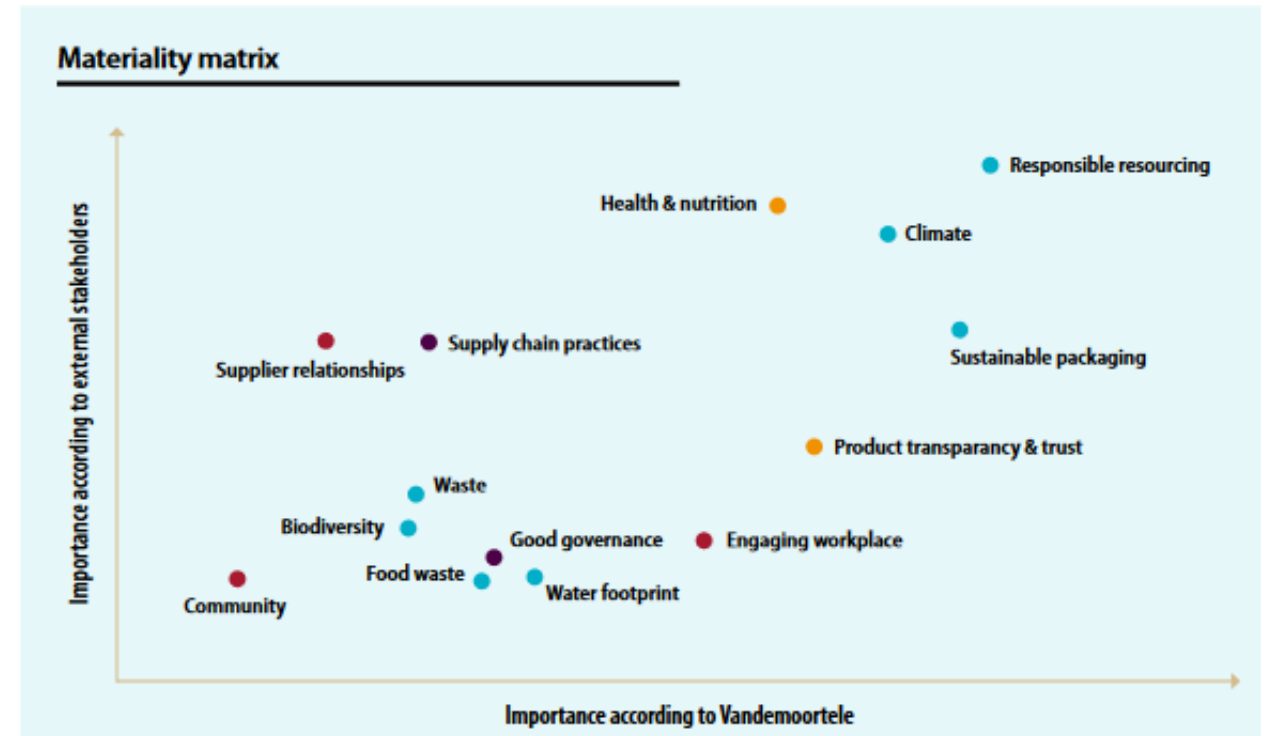 Materiality matrix
Importance according to external stakeholders
Responsible resourcing
Health & nutrition
Climate
Supply chain practices
Sustainable packaging
Supplier relationships
Product transparancy & trust
Waste
Biodiversity
Good governance
Engaging workplace
Food waste
Water footprint
Community
Importance according to Vandemoortele